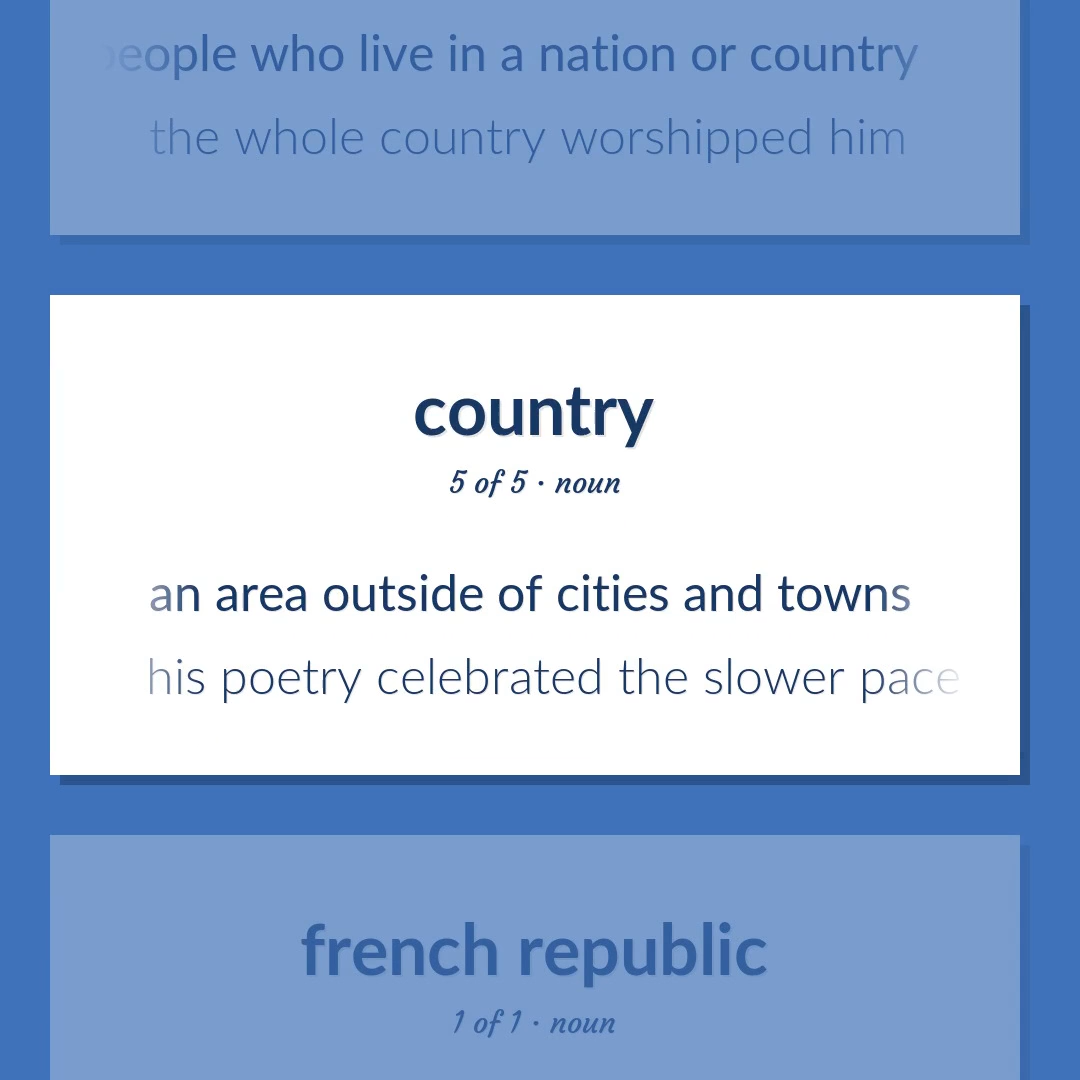 people who live in a nation or country
the whole country worshipped him
country
5 of 5 · noun
an area outside of cities and towns
his poetry celebrated the slower pace
french republic
1 of 1 · noun